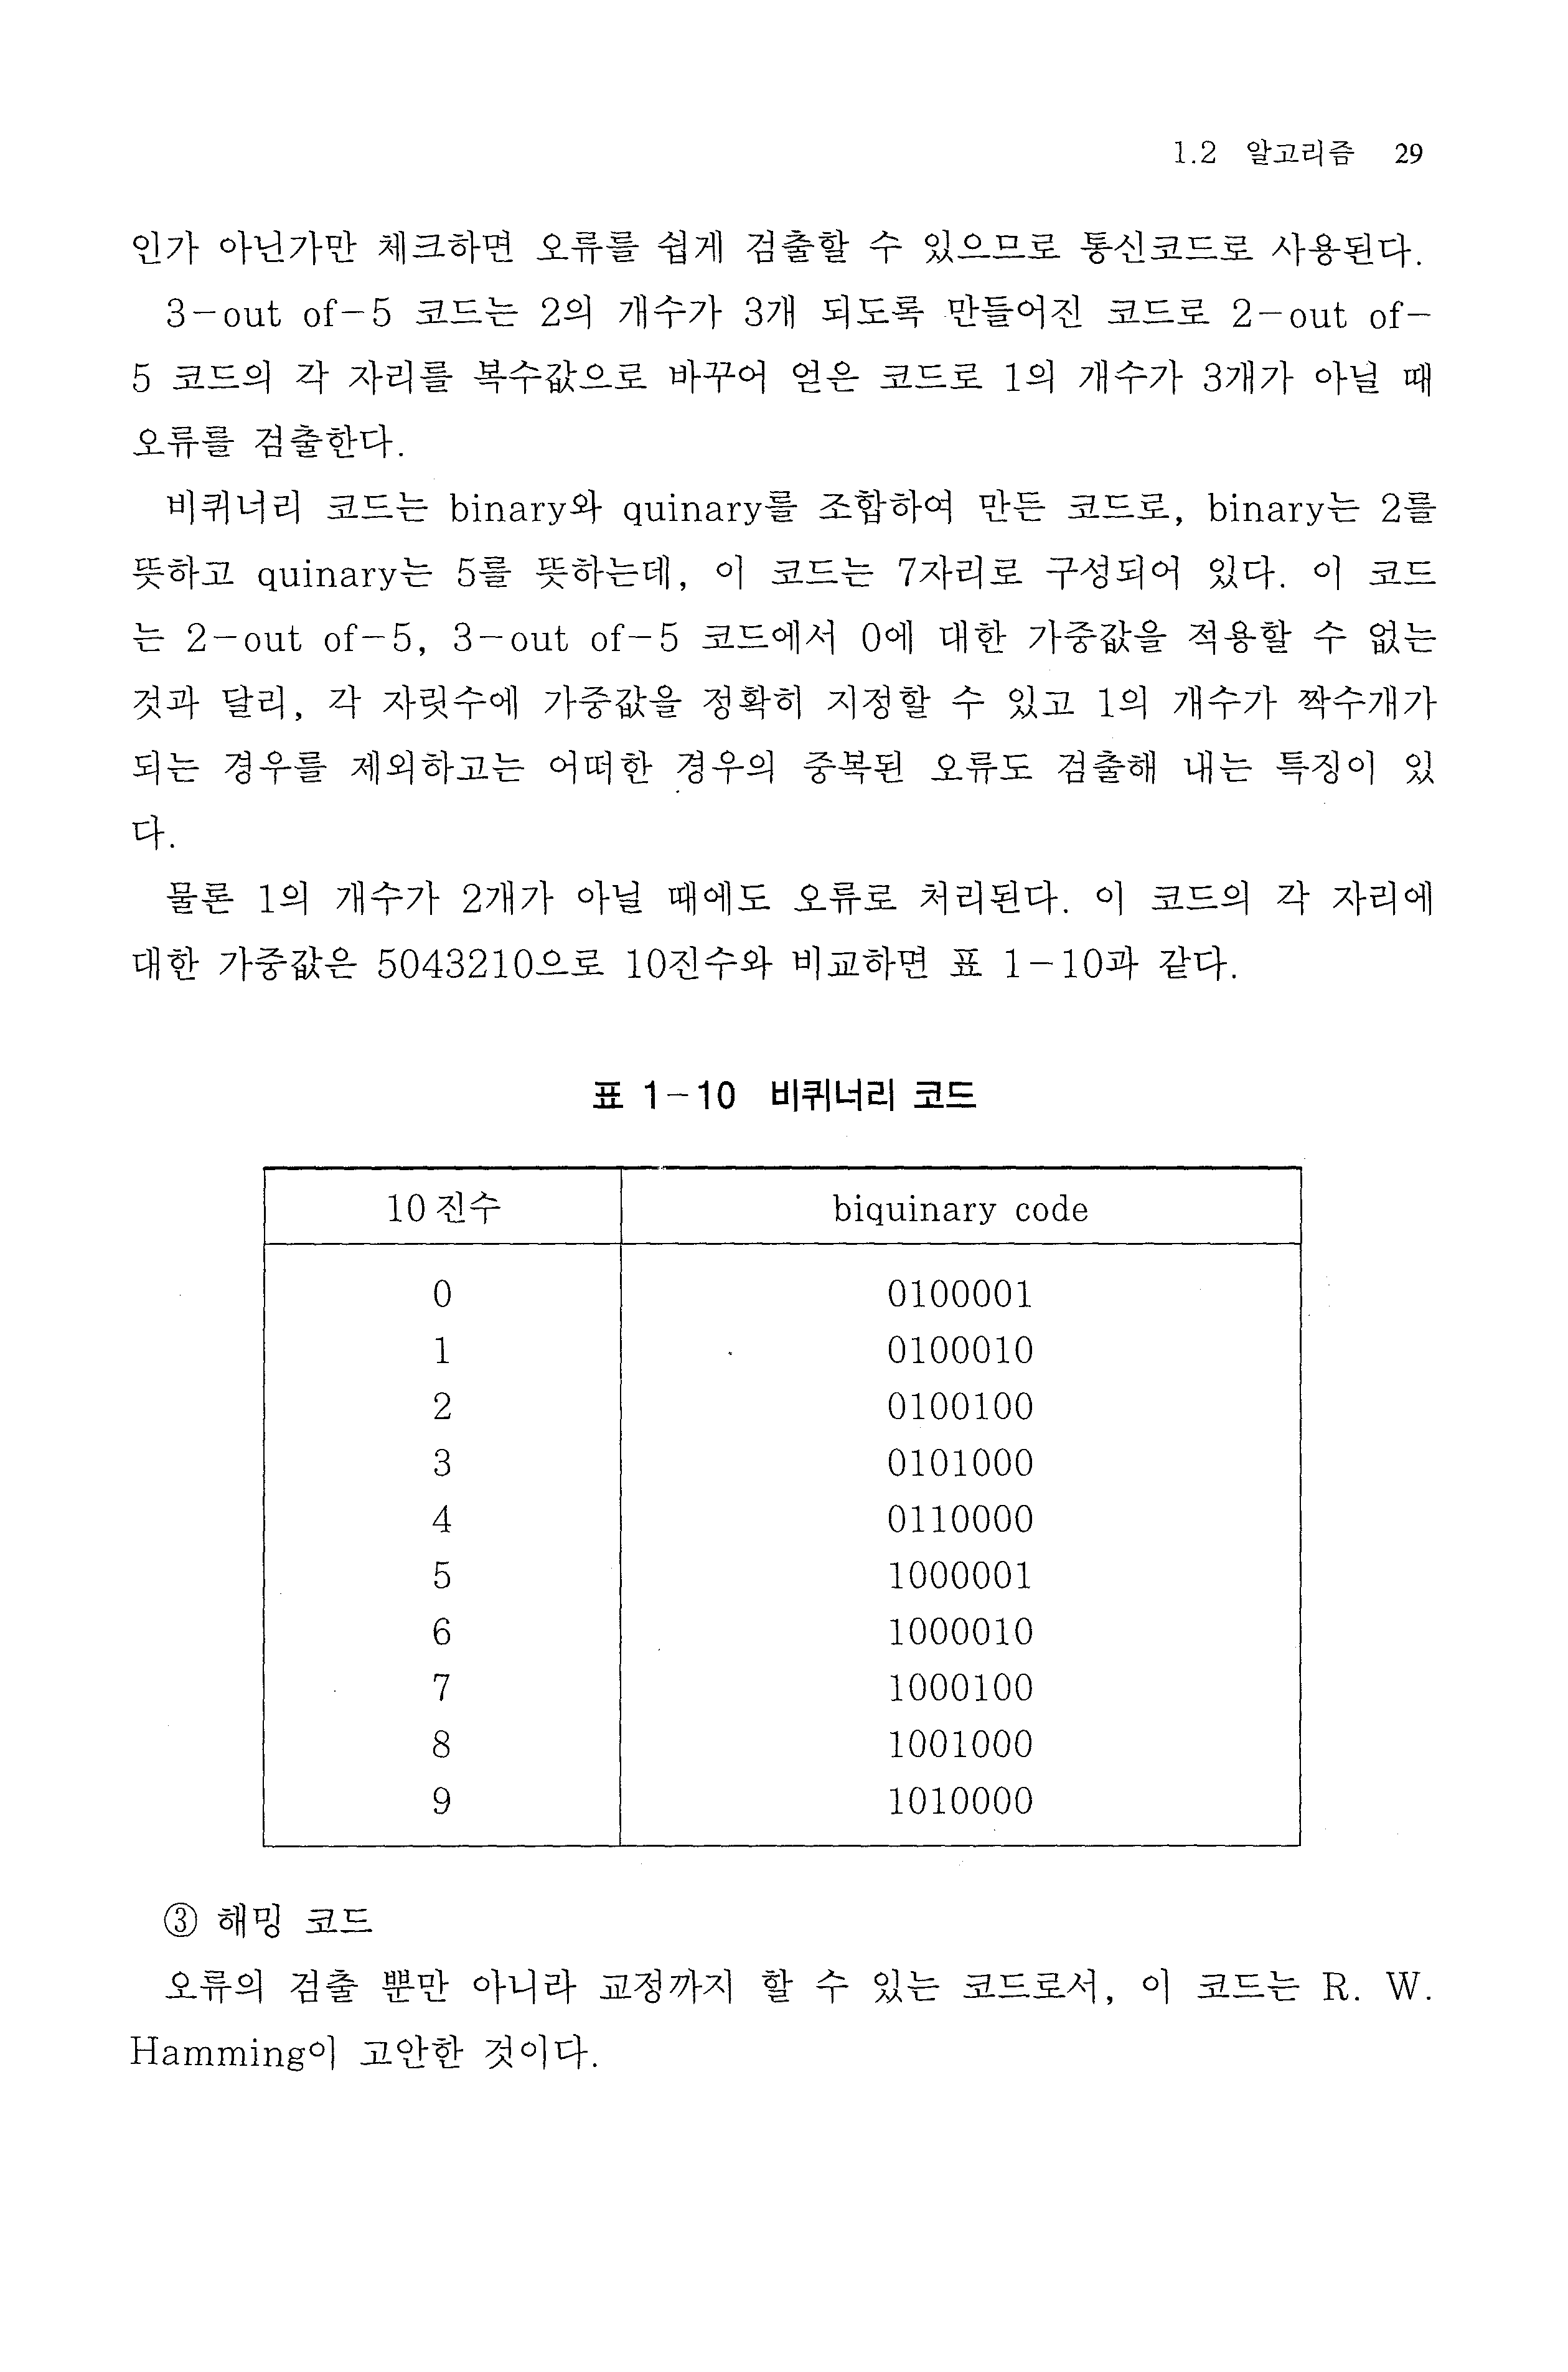 1.2 알고리즘 29
인가 아닌가만 체크하면 오류를 쉽게 검출할 수 있으므로 통신코드로 사용된다.
3-out of-5 코드는 2의 개수가 3개 되도록 만들어진 코드로 2-out of-
5 코드의 각 자리를 복수값으로 바꾸어 얻은 코드로 1의 개수가 3개가 아닐 때
오류를 검출한다.
비퀴너리 코드는 binary와 quinary를 조합하여 만든 코드로, binary는 2를
뜻하고 quinary는 5를 뜻하는데, 이 코드는 7자리로 구성되어 있다. 이 코드
는 2-out of-5, 3-out of-5 코드에서 0에 대한 가중값을 적용할 수 없는
것과 달리, 각 자릿수에 가중값을 정확히 지정할 수 있고 1의 개수가 짝수개가
되는 경우를 제외하고는 어떠한 경우의 중복된 오류도 검출해 내는 특징이 있
다.
물론 1의 개수가 2개가 아닐 때에도 오류로 처리된다. 이 코드의 각 자리에
대한 가중값은 5043210으로 10진수와 비교하면 표 1-10과 같다.
표 1-10 비퀴너리 코드
10진수 biquinary code
0 0100001
1 0100010
2 0100100
3 0101000
4 0110000
5 1000001
6 1000010
7 1000100
8 1001000
9 1010000
③ 해밍 코드
오류의 검출 뿐만 아니라 교정까지 할 수 있는 코드로서, 이 코드는 R. W.
Hamming이 고안한 것이다.